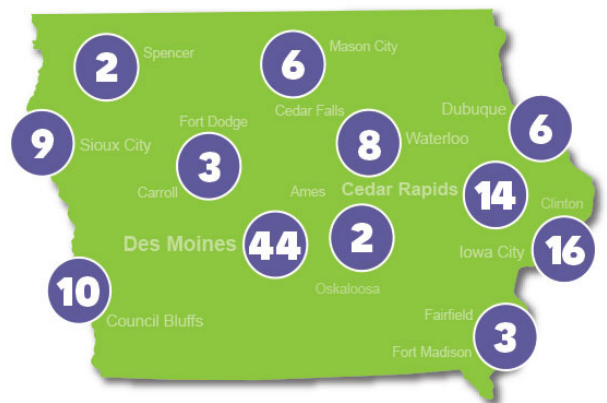 Spencer
2
Mason City
6
Cedar Falls
Dubuque
6
Fort Dodge
9
Sioux City
3
8
Waterloo
Carroll
Ames
Cedar Rapids
14
Clinton
Des Moines
44
2
Iowa City
16
10
Oskaloosa
Council Bluffs
Fairfield
3
Fort Madison